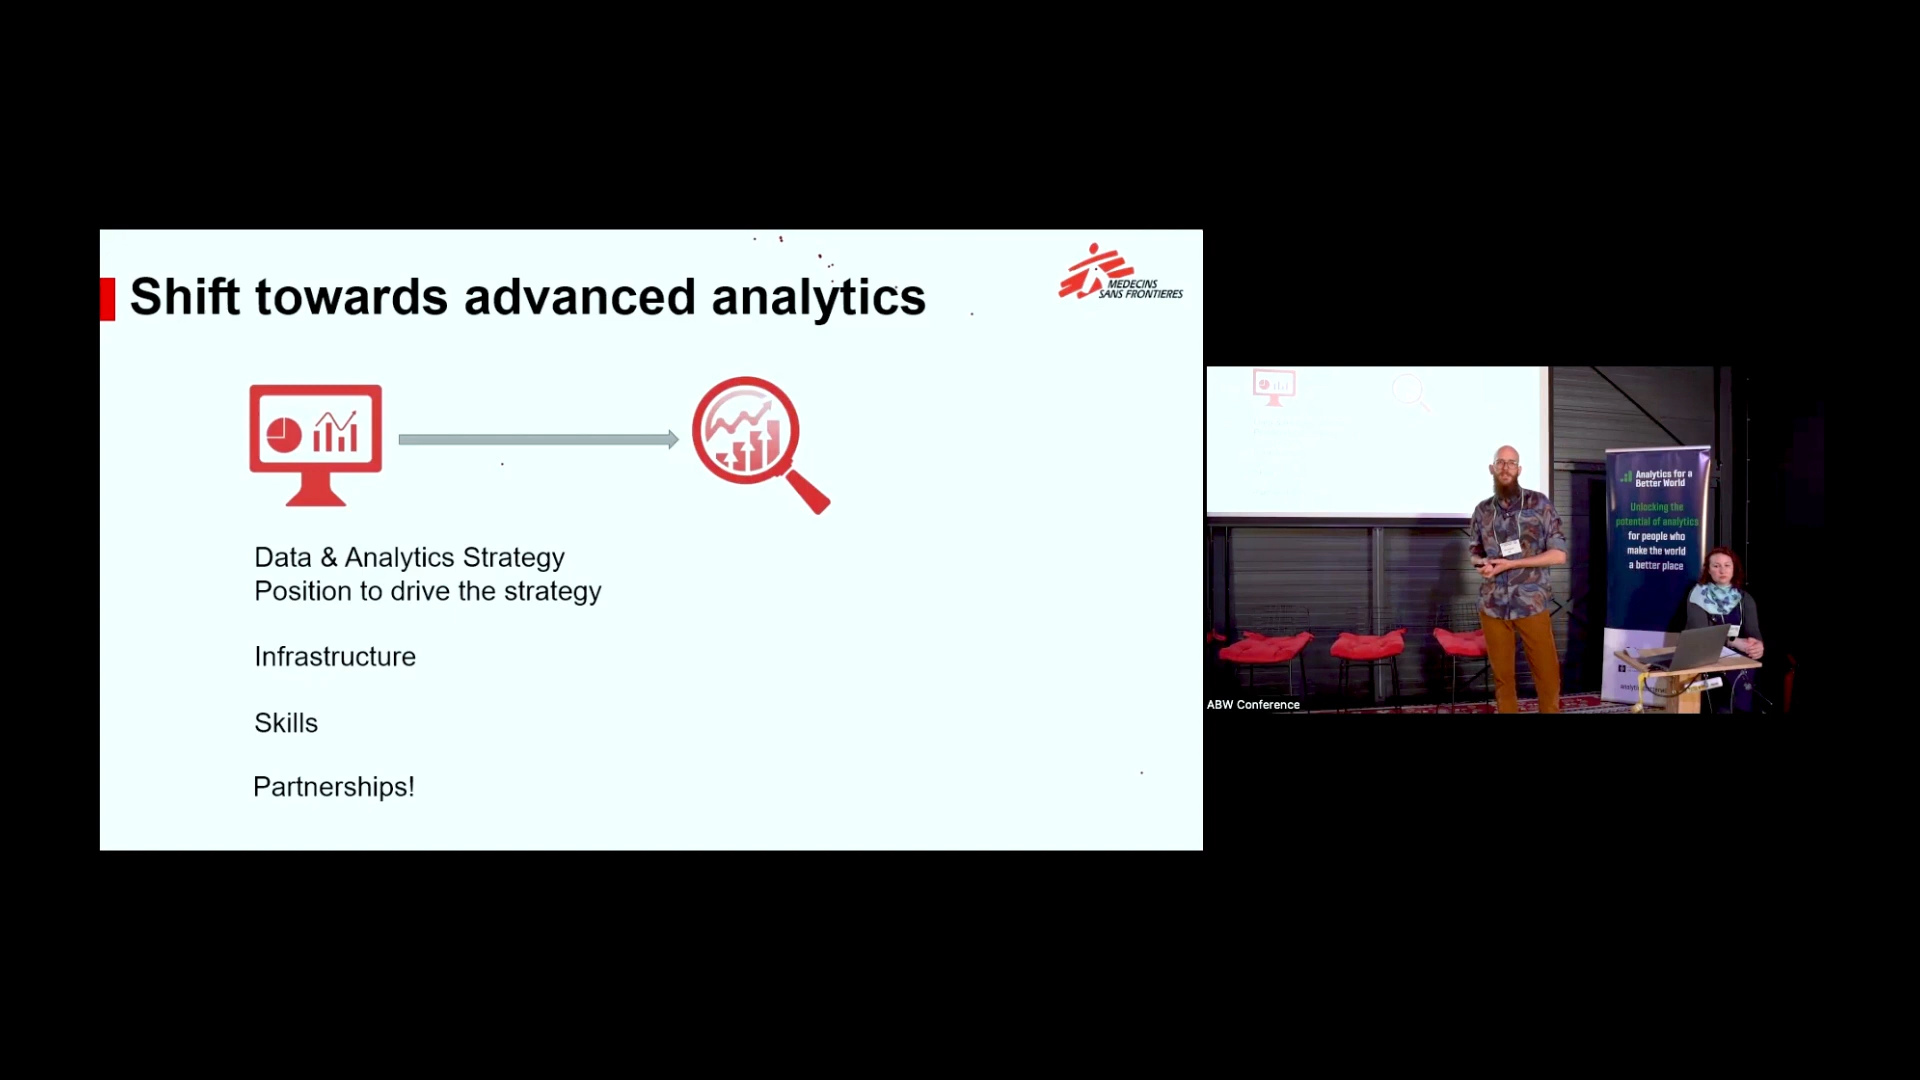 Shift towards advanced analytics
MEDECINS
SANS FRONTIERES
Data & Analytics Strategy
Position to drive the strategy
Infrastructure
Skills
Partnerships!
Analytics for a
Better World
Unlocking the
potential of analytics
for people who
make the world
a better place
ABW Conference